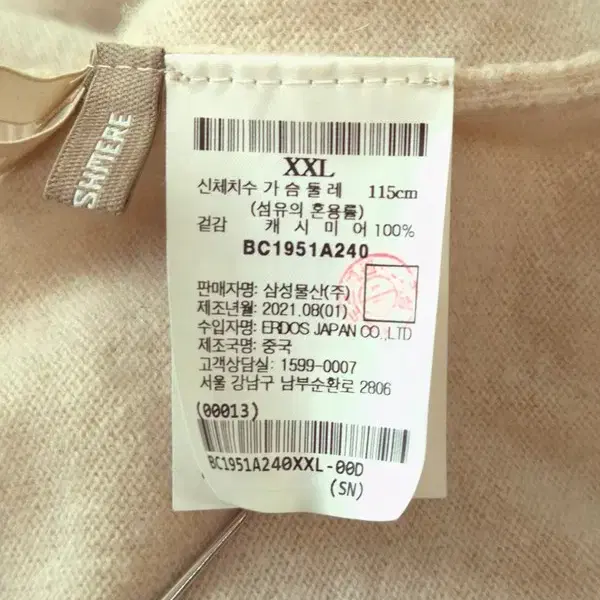 SHMERE
XXL
신체치수 가슴둘레 115cm
(섬유의 혼용률)
겉감 캐시미어 100%
BC1951A240
판매자명: 삼성물산(주)
제조년월: 2021.08(01)
수입자명: ERDOS JAPAN CO.,LTD
제조국명: 중국
고객상담실: 1599-0007
서울 강남구 남부순환로 2806
(00013)
BC1951A240XXL-00D
(SN)